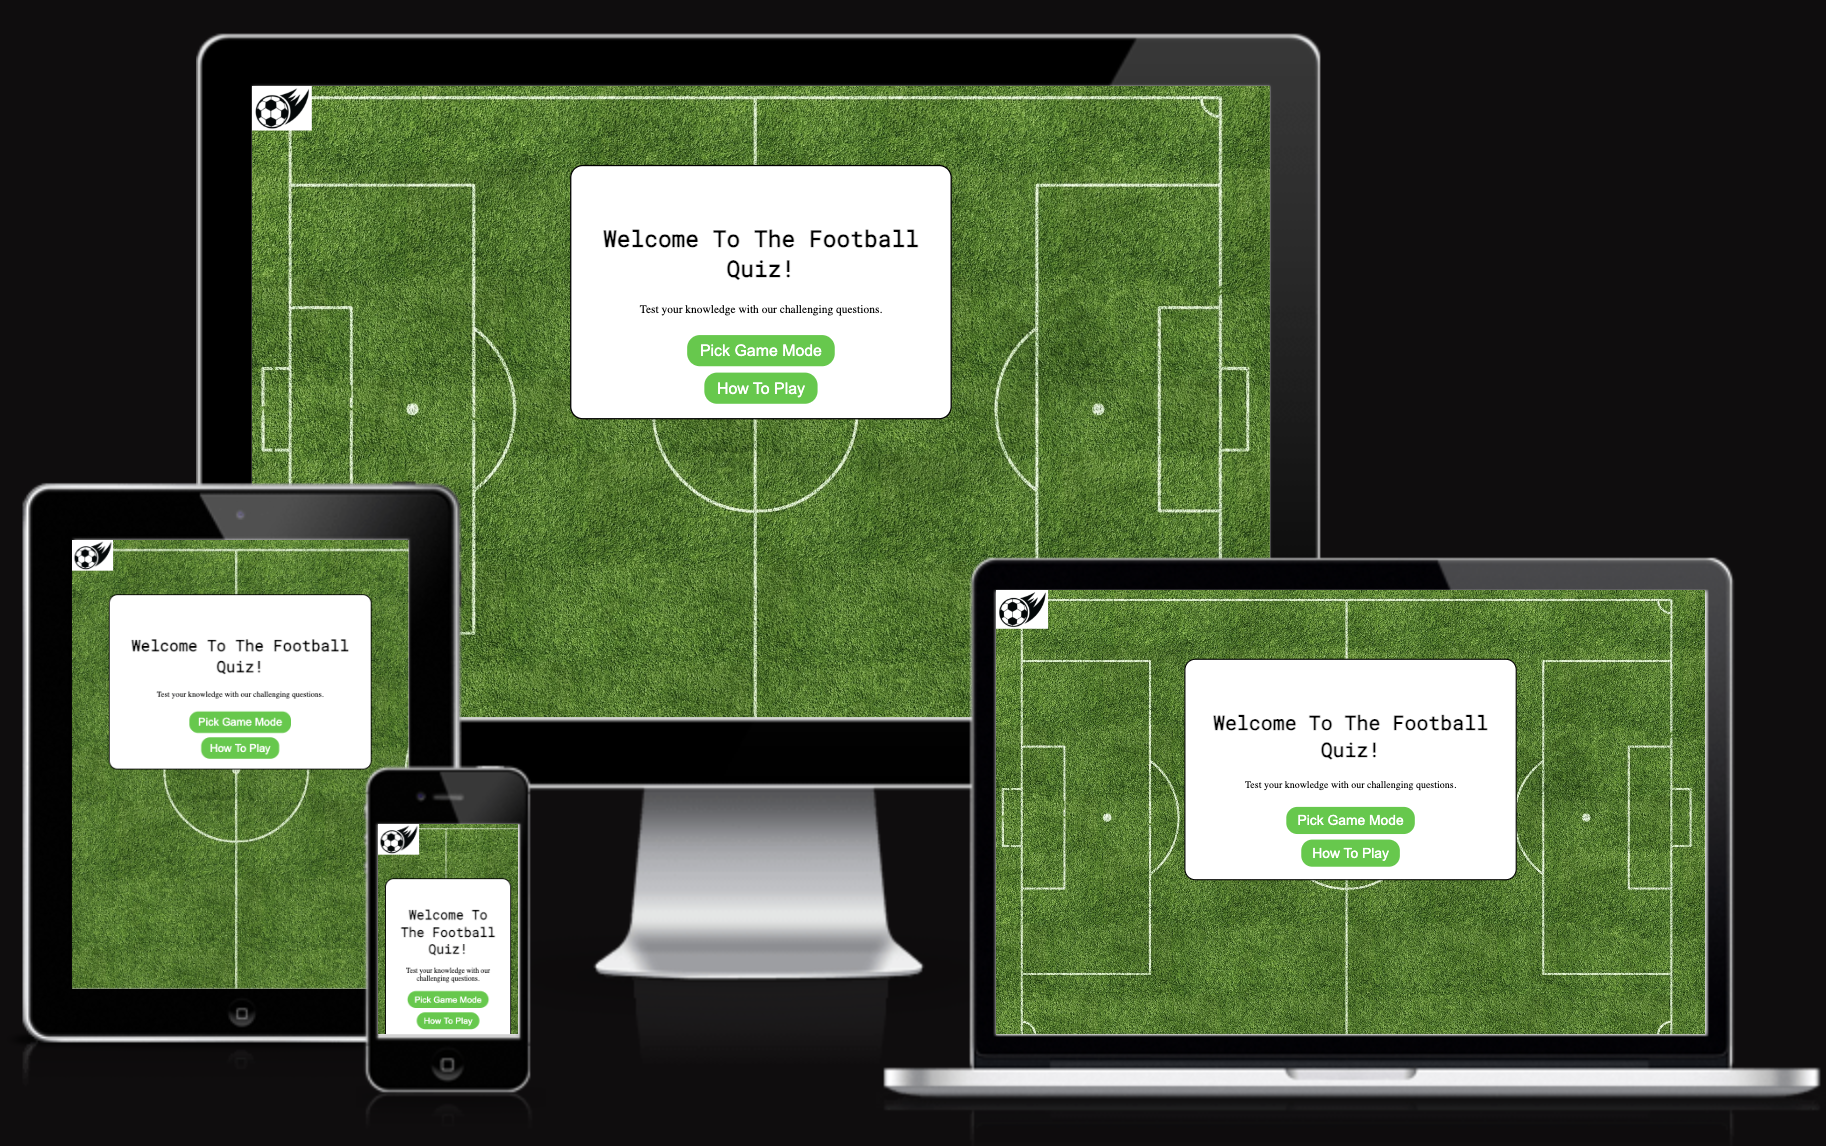 Welcome To The Football
Quiz!
Test your knowledge with our challenging questions.
Pick Game Mode
How To Play
Welcome To The Football
Quiz!
Test your knowledge with our challenging questions.
Pick Game Mode
How To Play
Welcome To
The Football
Quiz!
Test your knowledge with our
challenging questions.
Pick Game Mode
How To Play
Welcome To The Football
Quiz!
Test your knowledge with our challenging questions.
Pick Game Mode
How To Play